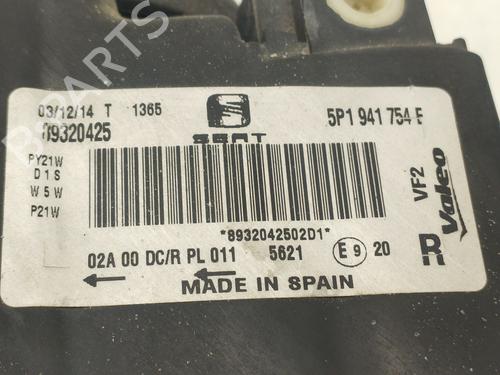 03/12/14 T 1365
89320425
SEAT
5P1 941 754 E
PY21W
D1S
W5W
P21W
VF2
Valeo
R
*8932042502D1*
02A 00 DC/R PL 011 5621 E9 20
MADE IN SPAIN
PARTS